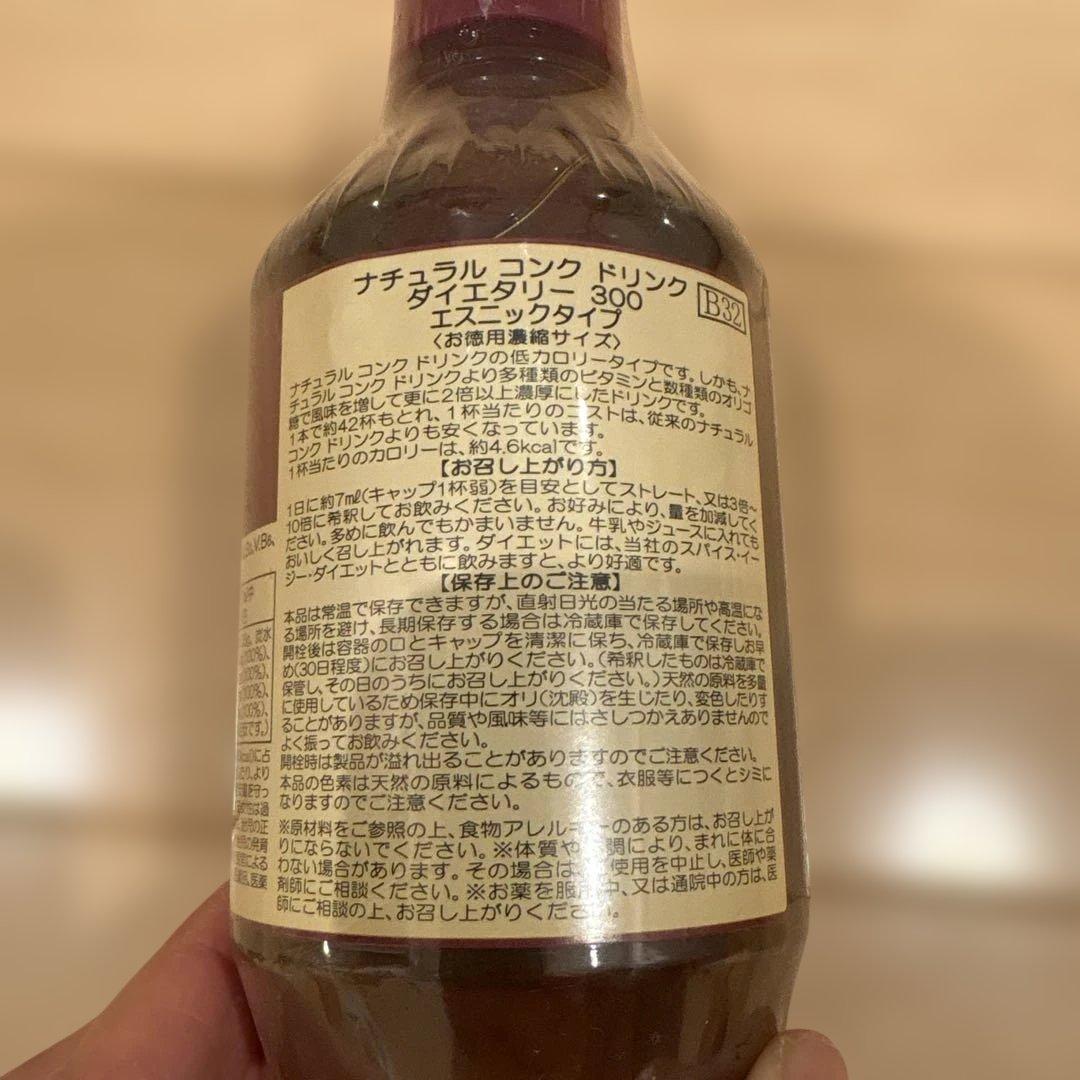 ナチュラル コンク ドリンク
ダイエタリー 300
B32
エスニックタイプ
〈お徳用濃縮サイズ〉
ナチュラル コンク ドリンクの低カロリータイプです。しかも、ナ
チュラル コンク ドリンクより多種類のビタミンと数種類のオリゴ
糖で風味を増して更に2倍以上濃厚にしたドリンクです。
1本で約42杯もとれ、1杯当たりのコストは、従来のナチュラル
コンク ドリンクよりも安くなっています。
1杯当たりのカロリーは、約4.6kcalです。
【お召し上がり方】
1日に約7㎖(キャップ1杯弱)を目安としてストレート、又は3倍〜
10倍に希釈してお飲みください。お好みにより、量を加減してく
ださい。多めに飲んでもかまいません。牛乳やジュースに入れても
おいしく召し上がれます。ダイエットには、当社のスパイス・イー
ジー・ダイエットとともに飲みますと、より好適です。
【保存上のご注意】
本品は常温で保存できますが、直射日光の当たる場所や高温にな
る場所を避け、長期保存する場合は冷蔵庫で保存してください。
開栓後は容器の口とキャップを清潔に保ち、冷蔵庫で保存しお早
め(30日程度)にお召し上がりください。(希釈したものは冷蔵庫で
保管し、その日のうちにお召し上がりください。)天然の原料を多量
に使用しているため保存中にオリ(沈殿)を生じたり、変色したりす
ることがありますが、品質や風味等にはさしつかえありませんので
よく振ってお飲みください。
開栓時は製品が溢れ出ることがありますのでご注意ください。
本品の色素は天然の原料によるもので、衣服等につくとシミに
なりますのでご注意ください。
※原材料をご参照の上、食物アレルギーのある方は、お召し上が
りにならないでください。※体質や 調により、まれに体に合
わない場合があります。その場合は 使用を中止し、医師や薬
剤師にご相談ください。※お薬を服用中、又は通院中の方は、医
師にご相談の上、お召し上がりください。